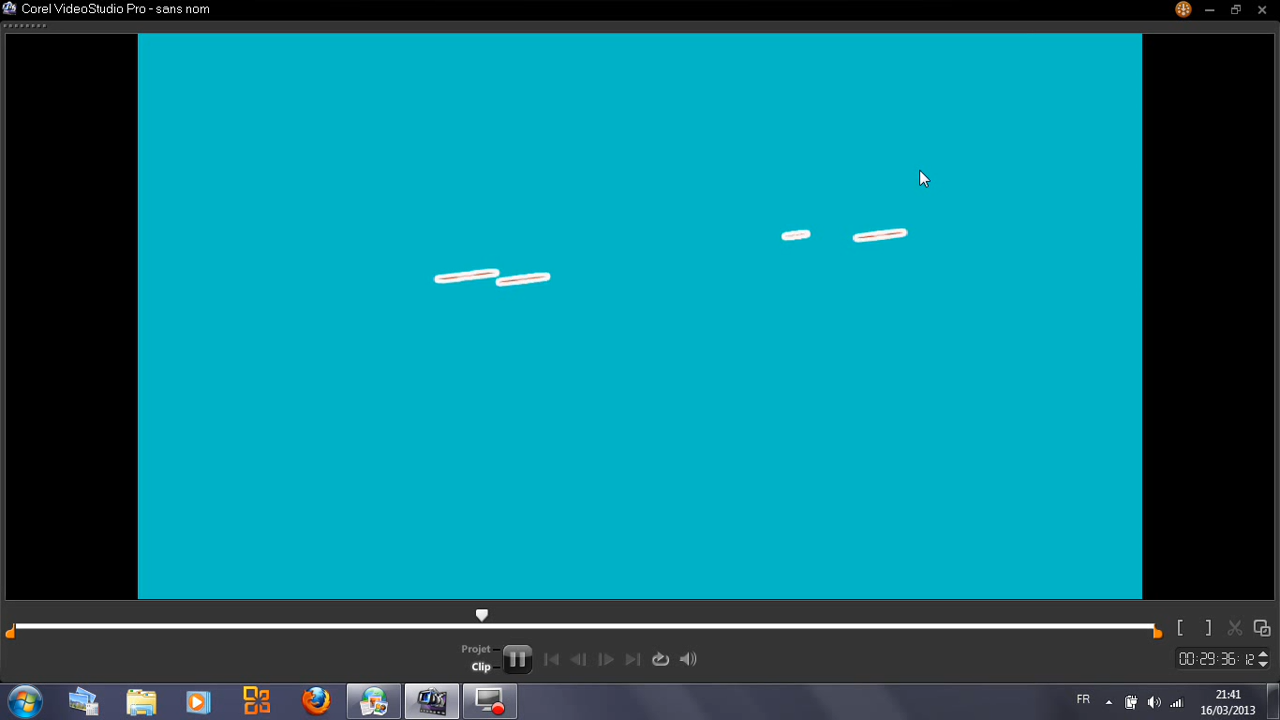 Corel VideoStudio Pro - sans nom
Projet
Clip
[ ]
00:29:36:12
FR
21:41
16/03/2013